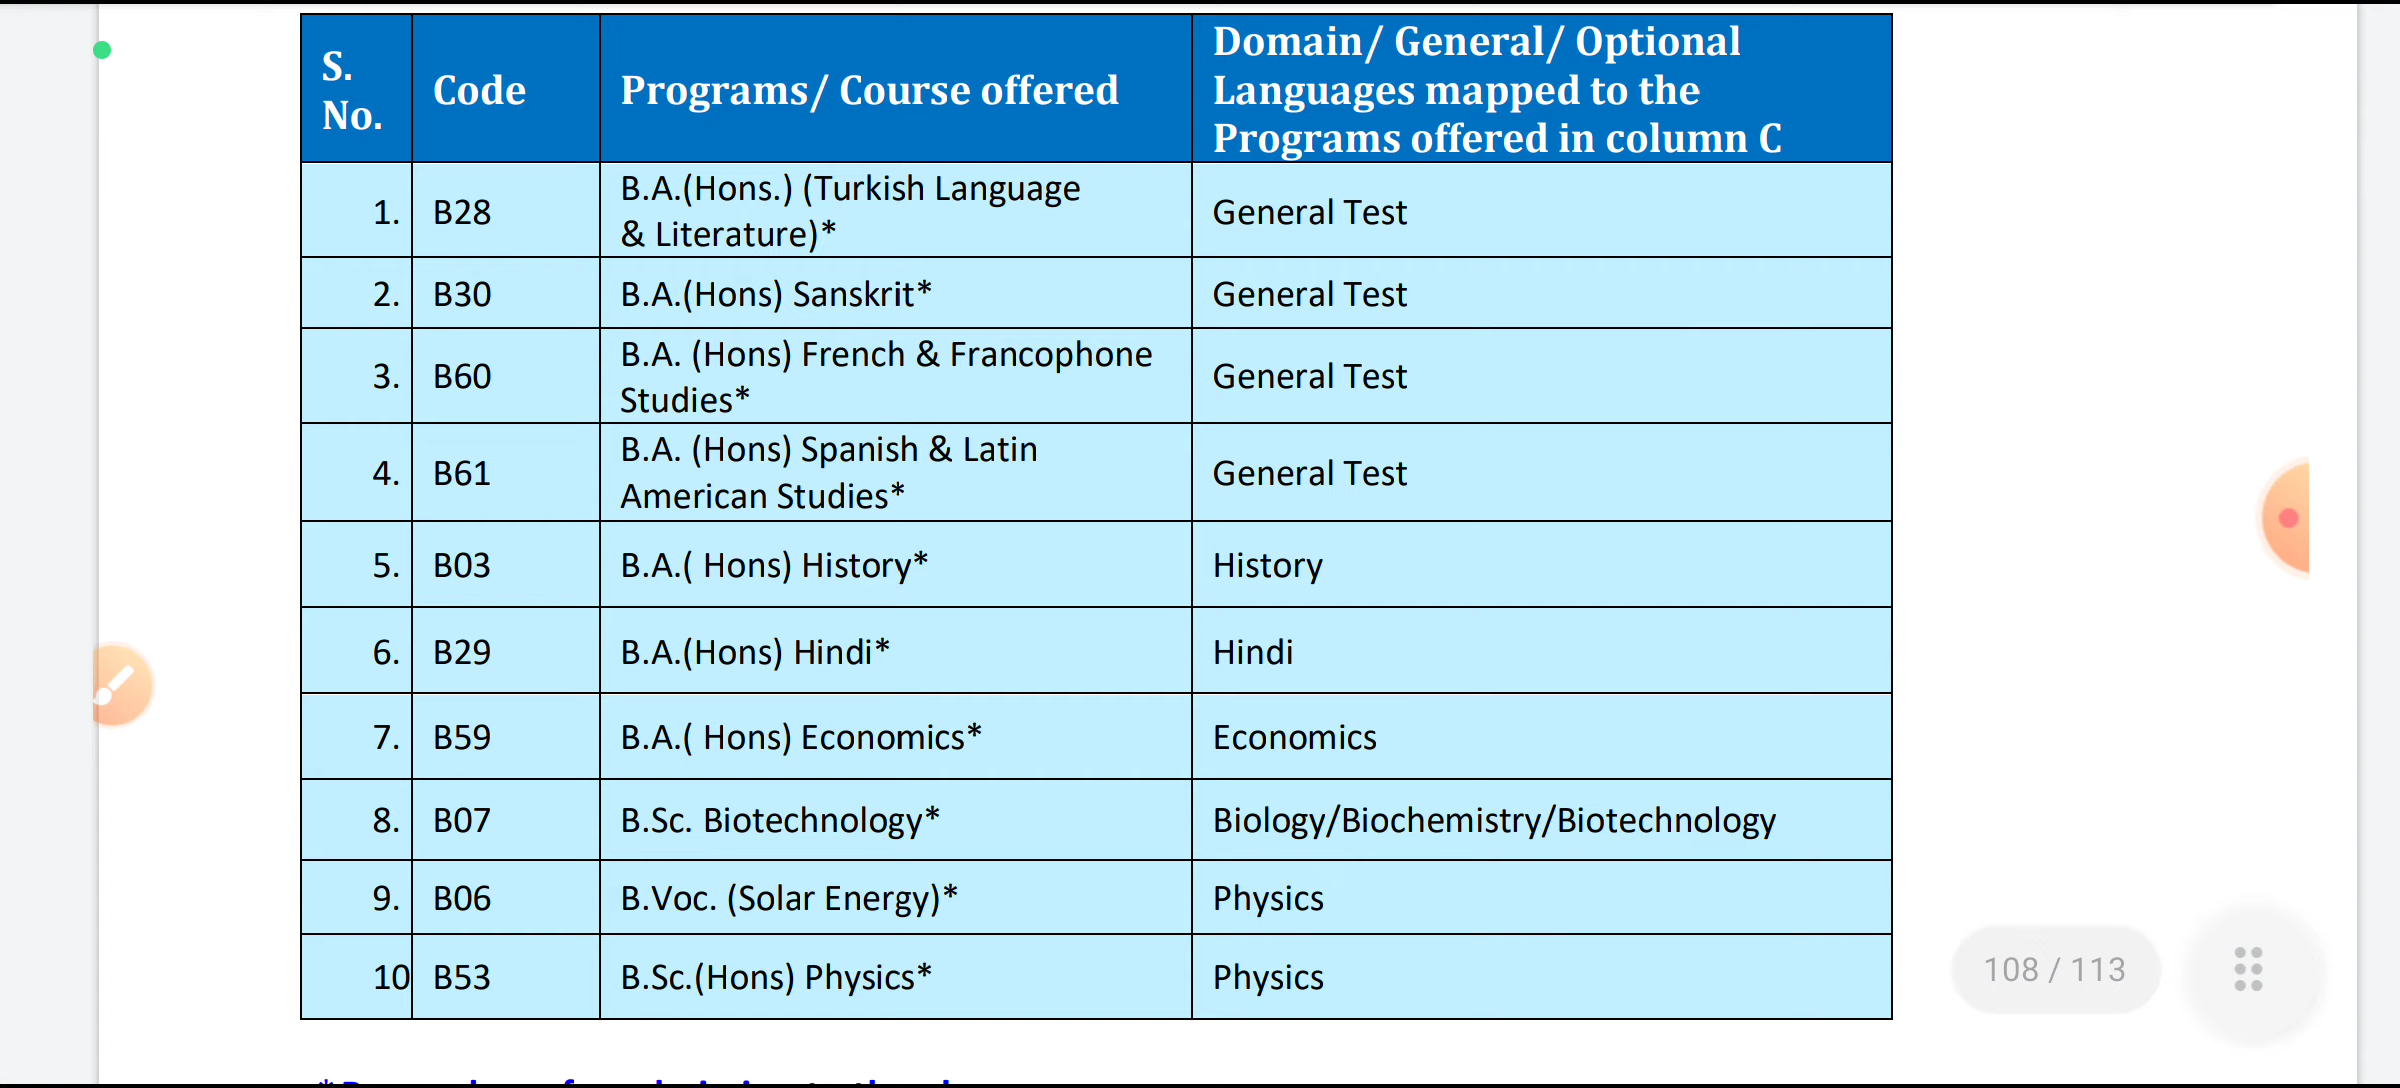 S. No.
Code
Programs/ Course offered
Domain/ General/ Optional
Languages mapped to the
Programs offered in column C
1. B28 B.A.(Hons.) (Turkish Language
& Literature)* General Test
2. B30 B.A.(Hons) Sanskrit* General Test
3. B60 B.A. (Hons) French & Francophone
Studies* General Test
4. B61 B.A. (Hons) Spanish & Latin
American Studies* General Test
5. B03 B.A.( Hons) History* History
6. B29 B.A.(Hons) Hindi* Hindi
7. B59 B.A.( Hons) Economics* Economics
8. B07 B.Sc. Biotechnology* Biology/Biochemistry/Biotechnology
9. B06 B.Voc. (Solar Energy)* Physics
10 B53 B.Sc.(Hons) Physics* Physics
108 / 113